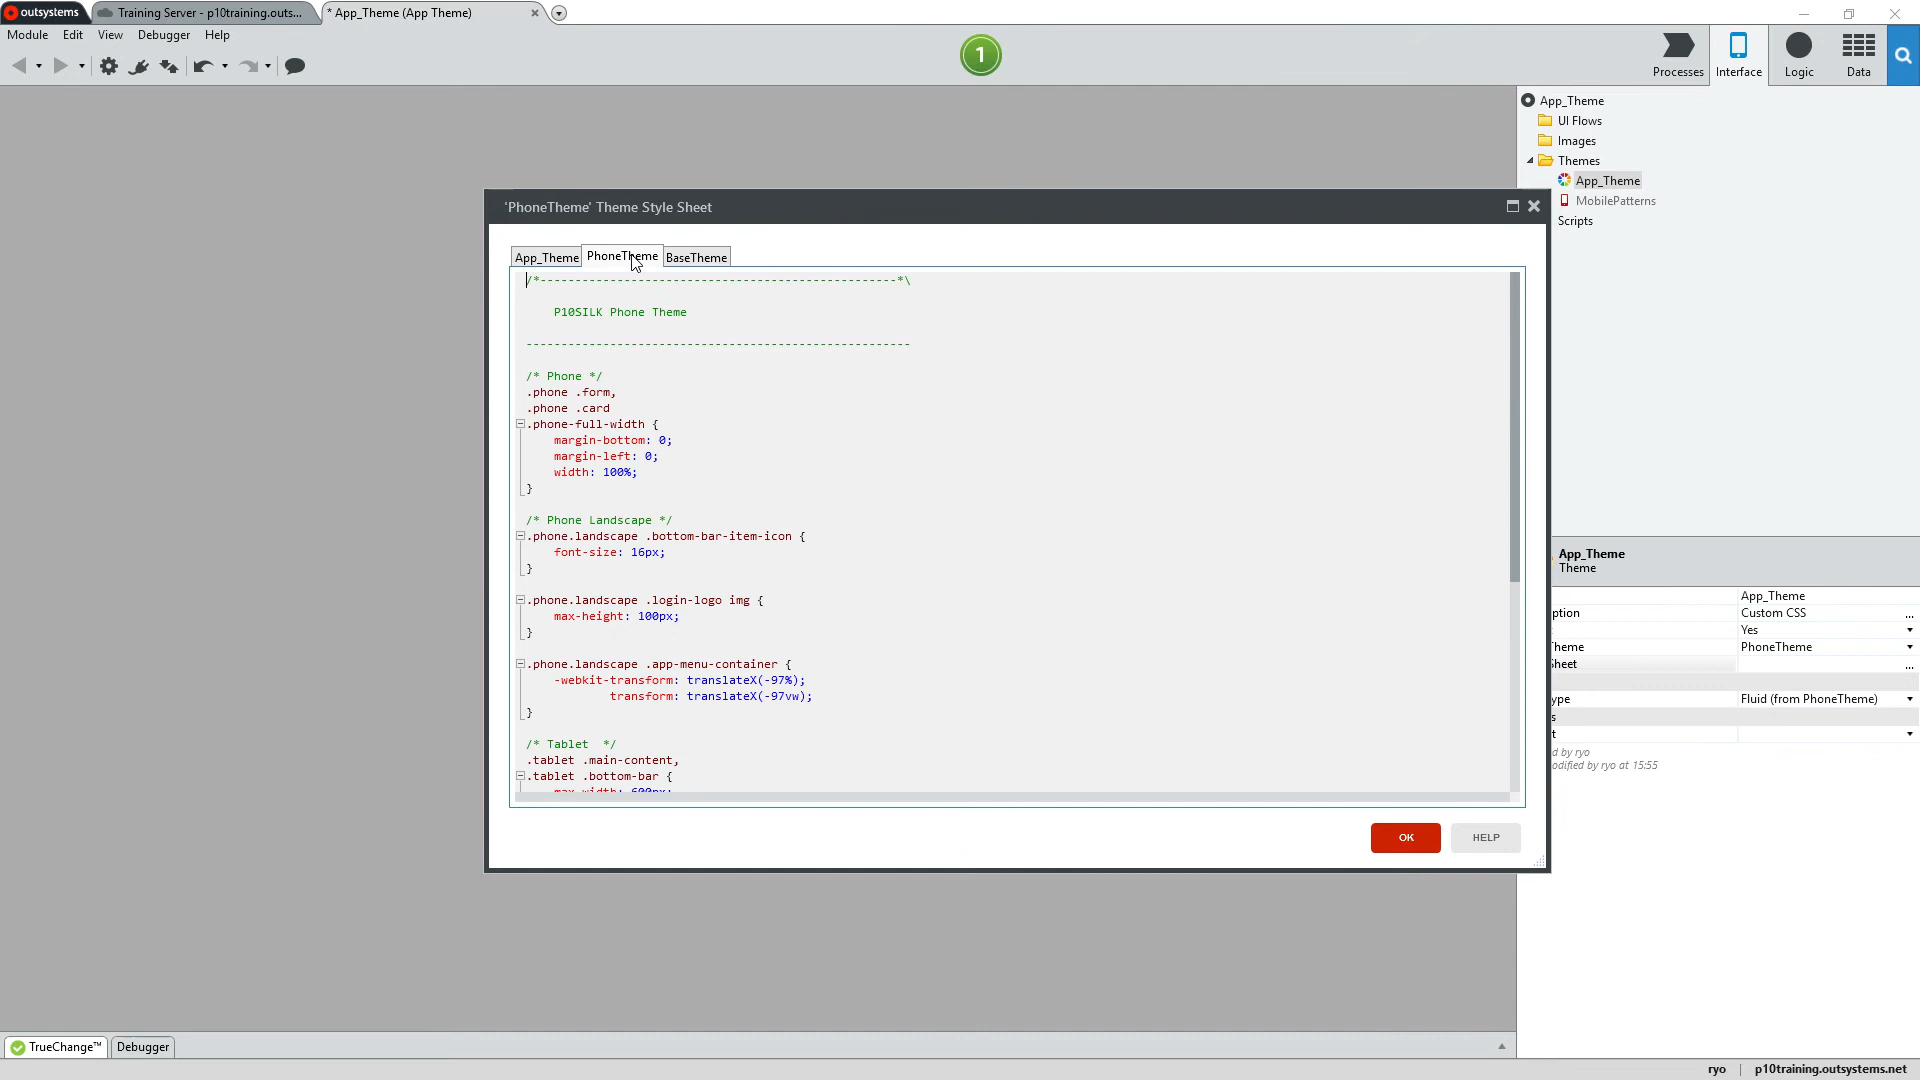 outsystems
Training Server - p10training.outs...
* App_Theme (App Theme)
Module Edit View Debugger Help
1
Processes Interface Logic Data
App_Theme
UI Flows
Images
Themes
App_Theme
MobilePatterns
Scripts
'PhoneTheme' Theme Style Sheet
App_Theme PhoneTheme BaseTheme
/*---------------------------------------------------*\
P10SILK Phone Theme
-------------------------------------------------------
/* Phone */
.phone .form,
.phone .card
.phone-full-width {
margin-bottom: 0;
margin-left: 0;
width: 100%;
}
/* Phone Landscape */
.phone.landscape .bottom-bar-item-icon {
font-size: 16px;
}
.phone.landscape .login-logo img {
max-height: 100px;
}
.phone.landscape .app-menu-container {
-webkit-transform: translateX(-97%);
transform: translateX(-97vw);
}
/* Tablet  */
.tablet .main-content,
.tablet .bottom-bar {
max-width: 600px;
OK HELP
App_Theme
Theme
App_Theme
ption Custom CSS ...
Yes
Theme PhoneTheme
Sheet ...
ype Fluid (from PhoneTheme)
s
t
d by ryo
odified by ryo at 15:55
TrueChange™ Debugger
ryo | p10training.outsystems.net